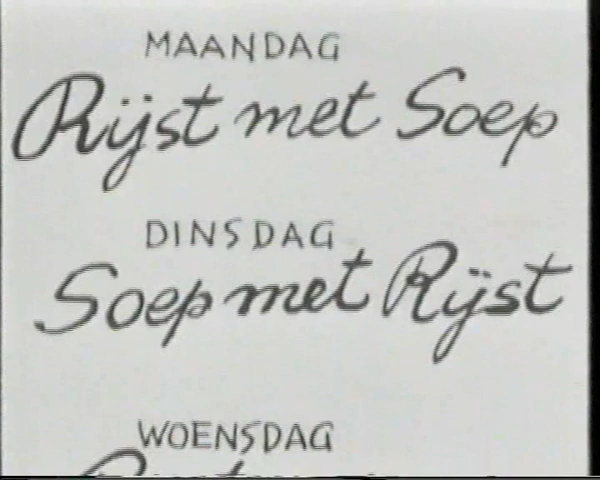 MAANDAG
Rijst met Soep
DINSDAG
Soep met Rijst
WOENSDAG